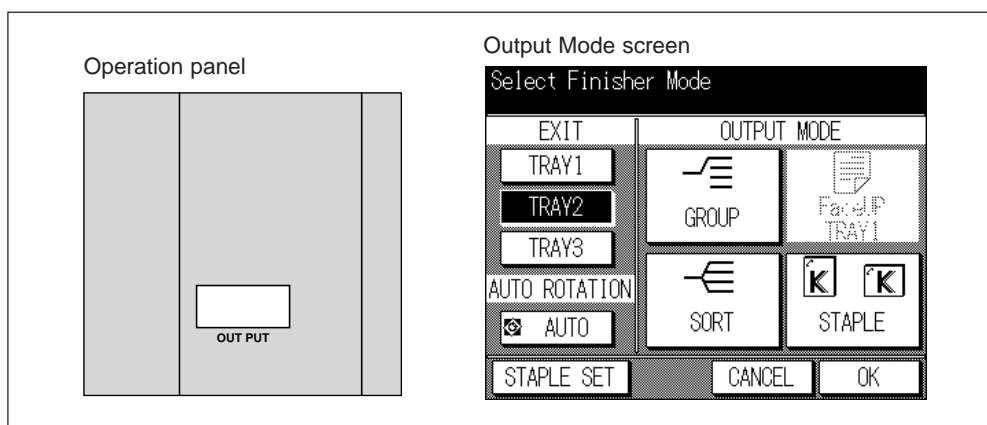 Operation panel
OUT PUT
Output Mode screen
Select Finisher Mode
EXIT
TRAY1
TRAY2
TRAY3
AUTO ROTATION
AUTO
OUTPUT MODE
GROUP
FaceUP
TRAY1
SORT
K K
STAPLE
STAPLE SET
CANCEL
OK